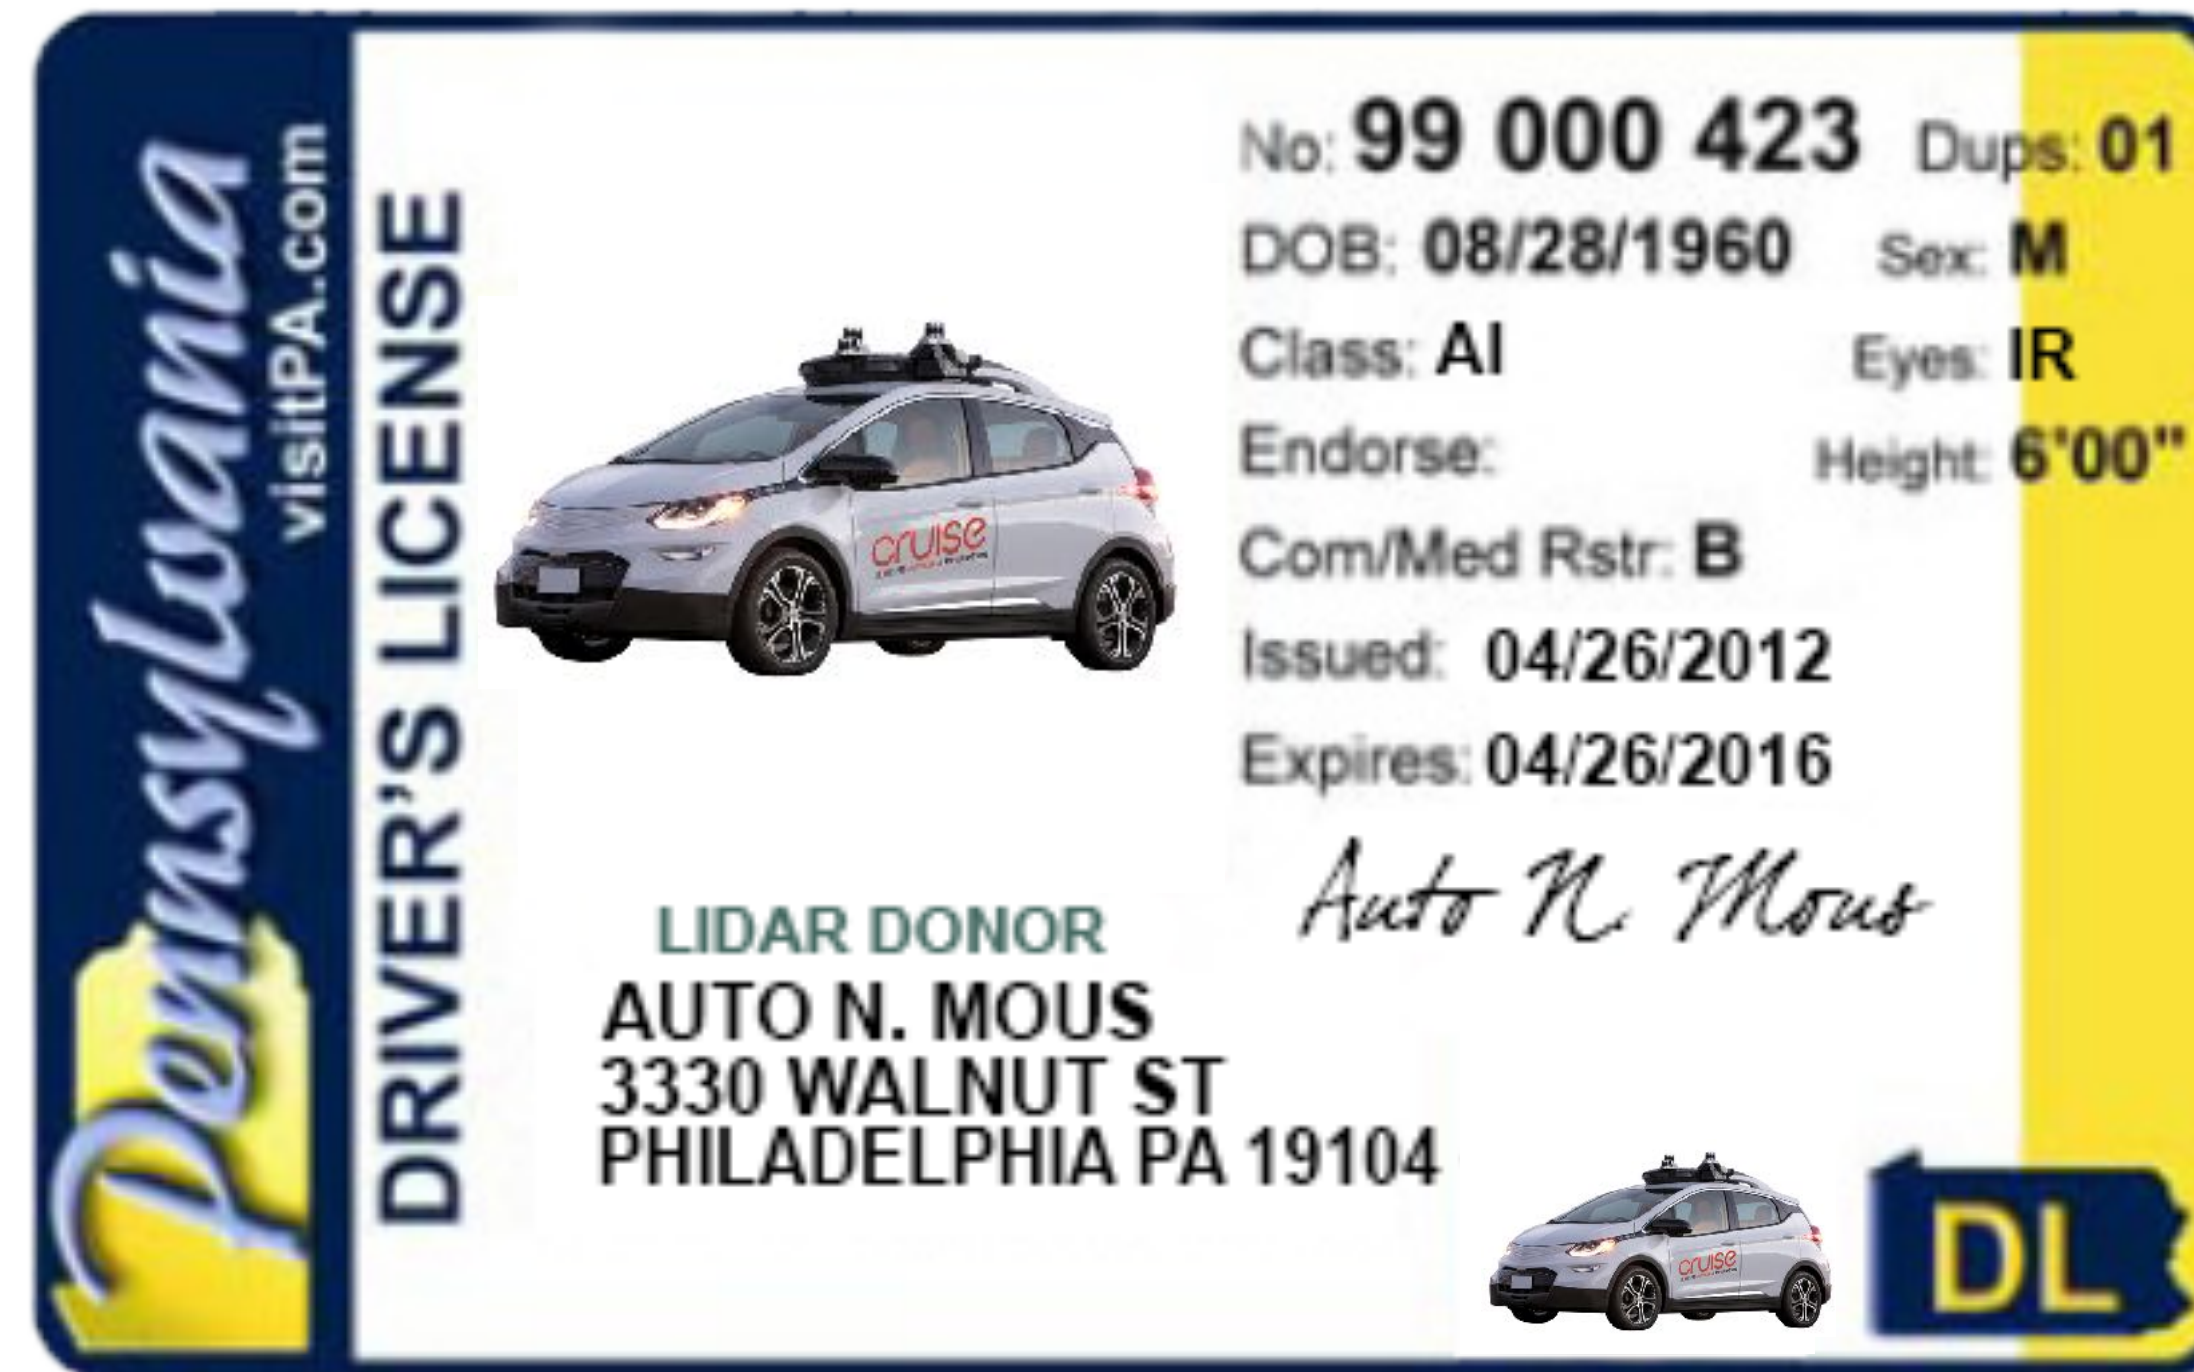 Pennsylvania
visitPA.com
DRIVER'S LICENSE
No: 99 000 423 Dups: 01
DOB: 08/28/1960 Sex: M
Class: AI Eyes: IR
Endorse: Height: 6'00"
Com/Med Rstr: B
Issued: 04/26/2012
Expires: 04/26/2016
Auto N. Mous
cruise
LIDAR DONOR
AUTO N. MOUS
3330 WALNUT ST
PHILADELPHIA PA 19104
cruise
DL